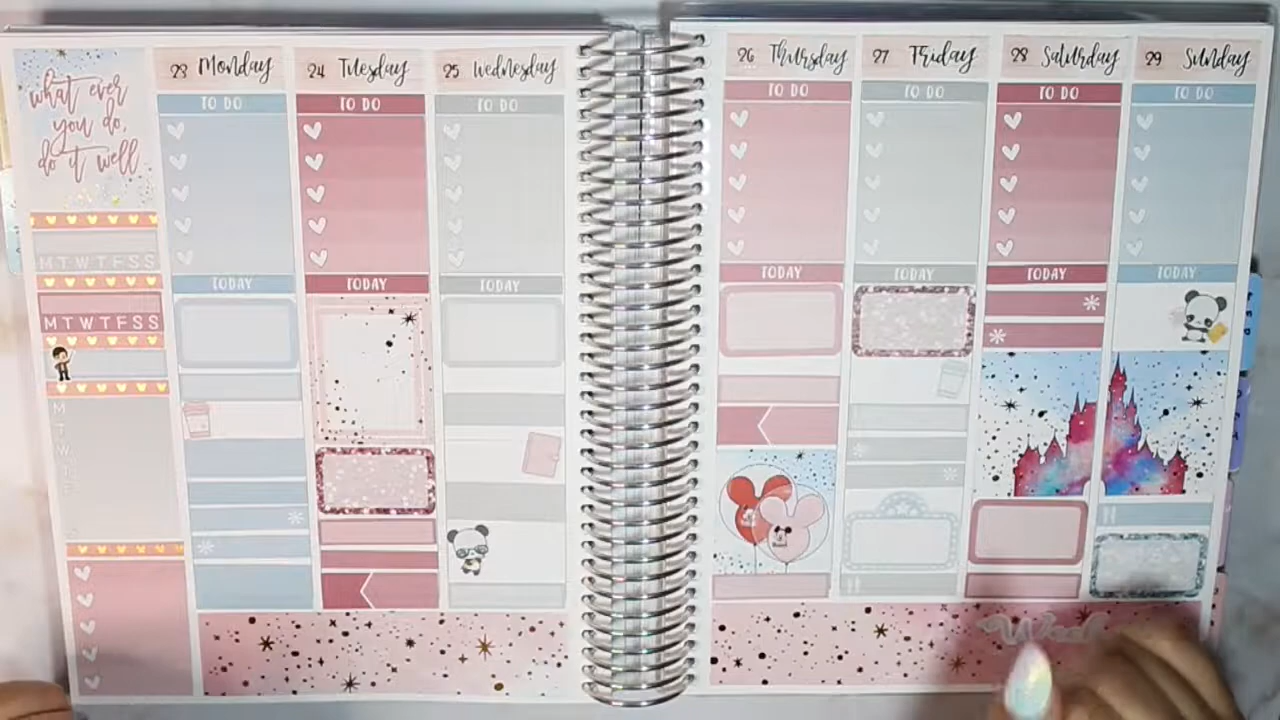 what ever
you do,
do it well
M T W T F S S
M T W T F S S
M
T
W
T
23 Monday
TO DO
TODAY
24 Tuesday
TO DO
TODAY
25 Wednesday
TO DO
TODAY
26 Thursday
TO DO
TODAY
27 Friday
TO DO
TODAY
28 Saturday
TO DO
TODAY
29 Sunday
TO DO
TODAY